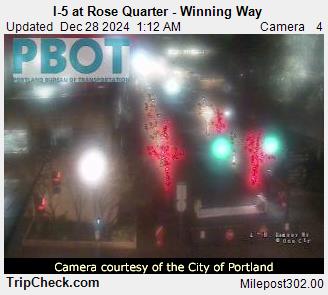 I-5 at Rose Quarter - Winning Way
Updated Dec 28 2024 1:12 AM Camera 4
PBOT
PORTLAND BUREAU OF TRANSPORTATION
Camera courtesy of the City of Portland
TripCheck.com Milepost302.00